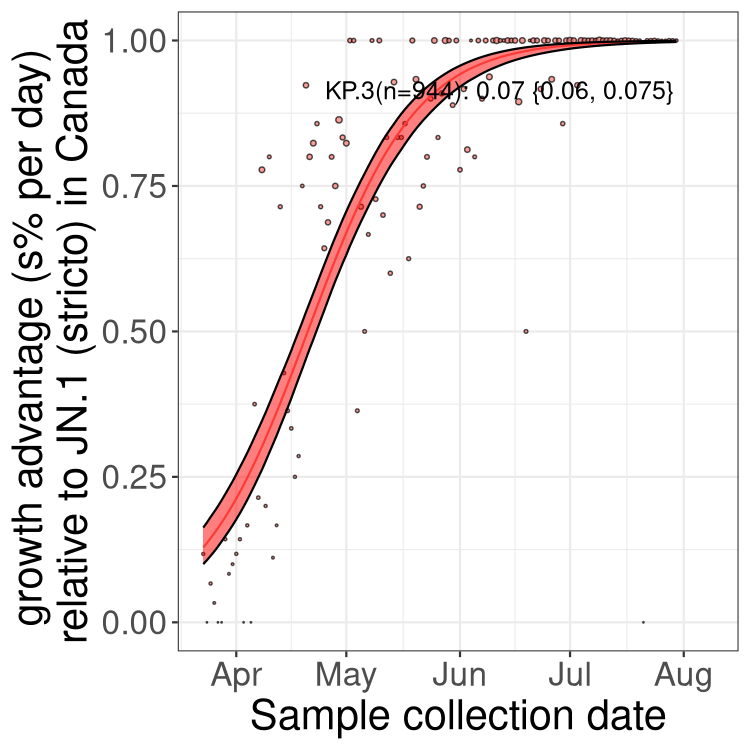 growth advantage (s% per day)
relative to JN.1 (stricto) in Canada
1.00
0.75
0.50
0.25
0.00
KP.3(n=944): 0.07 {0.06, 0.075}
Apr May Jun Jul Aug
Sample collection date